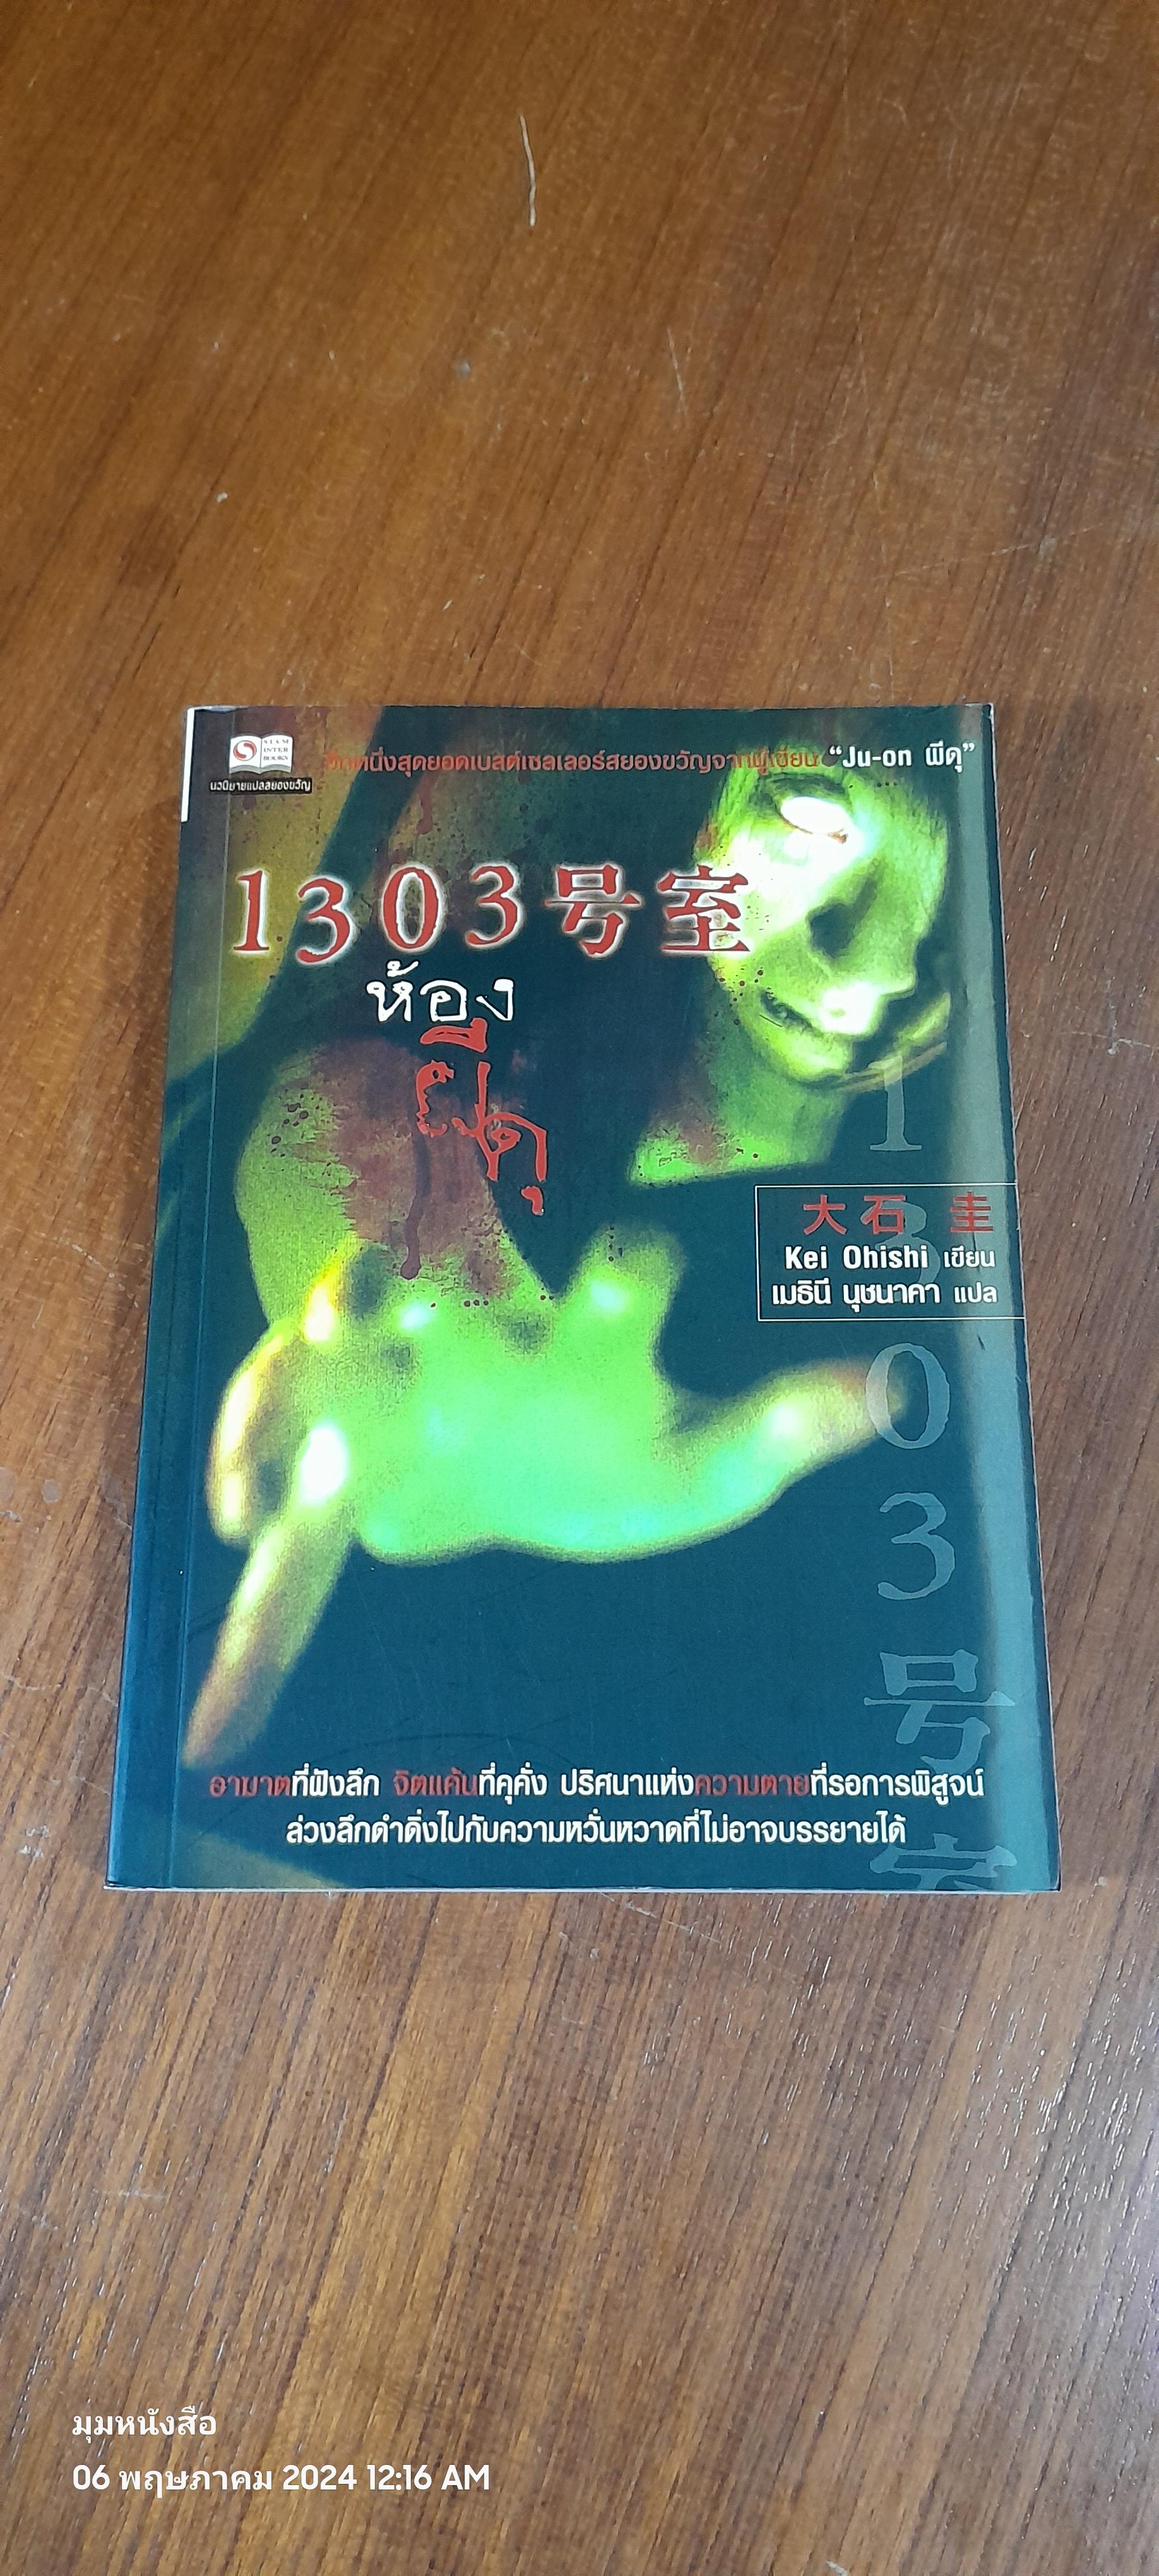 SIAM
INTER
BOOKS
นวนิยายแปลสยองขวัญ
อีกหนึ่งสุดยอดเบสต์เซลเลอร์สยองขวัญจากผู้เขียน “Ju-on ผีดุ”
1303号室
ห้อง
ผีดุ
1303号室
大石 圭
Kei Ohishi เขียน
เมธินี นุชนาคา แปล
อาฆาตที่ฝังลึก จิตแค้นที่คุคั่ง ปริศนาแห่งความตายที่รอการพิสูจน์
ล่วงลึกดำดิ่งไปกับความหวั่นหวาดที่ไม่อาจบรรยายได้
มุมหนังสือ
06 พฤษภาคม 2024 12:16 AM